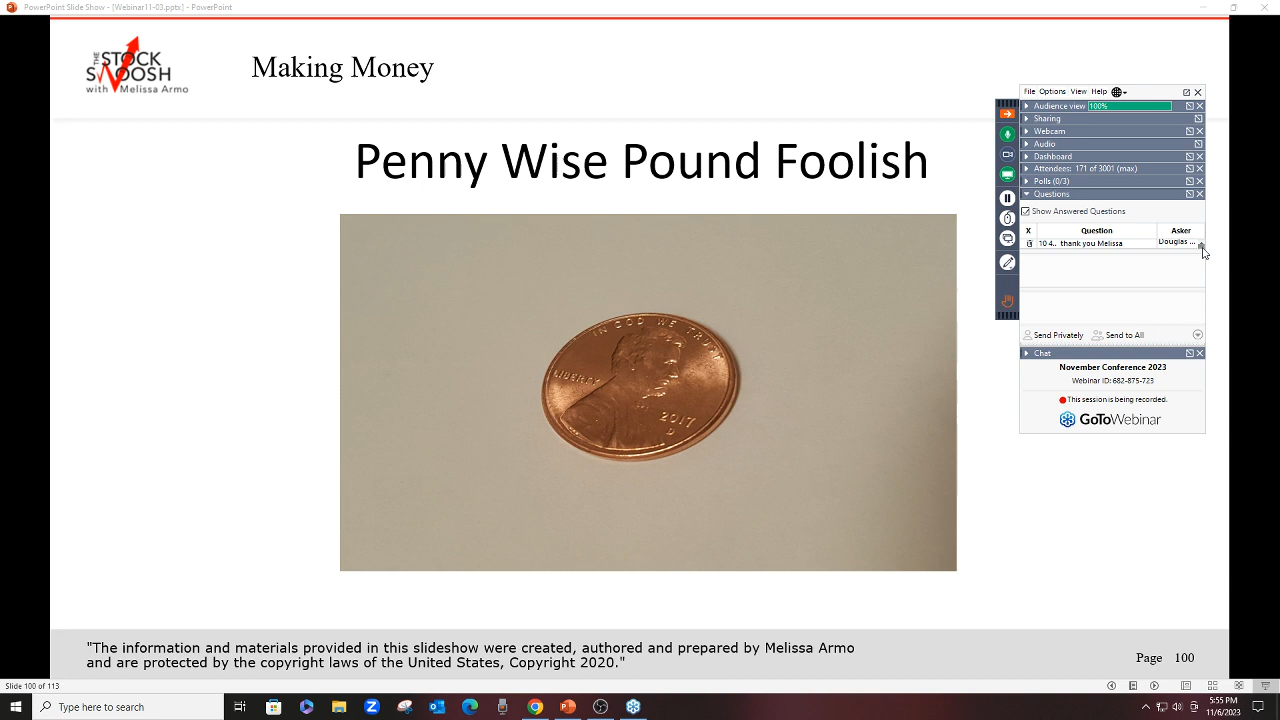 PowerPoint Slide Show - [Webinar11-03.pptx] - PowerPoint
THE
STOCK
SWOOSH
with Melissa Armo
Making Money
Penny Wise Pound Foolish
IN GOD WE TRUST
LIBERTY
2017
D
File Options View Help
Audience view 100%
Sharing
Webcam
Audio
Dashboard
Attendees: 171 of 3001 (max)
Polls (0/3)
Questions
Show Answered Questions
X Question Asker
10 4.. thank you Melissa Douglas ...
Send Privately Send to All
Chat
November Conference 2023
Webinar ID: 682-875-723
This session is being recorded.
GoToWebinar
"The information and materials provided in this slideshow were created, authored and prepared by Melissa Armo
and are protected by the copyright laws of the United States, Copyright 2020."
Page 100
Slide 100 of 113
Type here to search
5:55 PM
11/6/2023